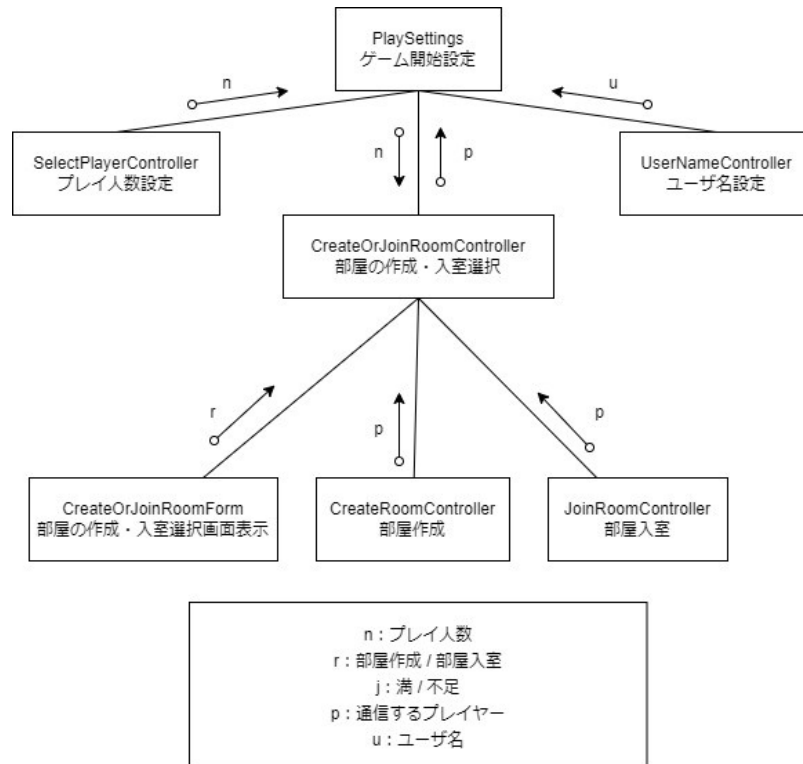 PlaySettings
ゲーム開始設定
n
u
SelectPlayerController
プレイ人数設定
n
p
UserNameController
ユーザ名設定
CreateOrJoinRoomController
部屋の作成・入室選択
r
p
p
CreateOrJoinRoomForm
部屋の作成・入室選択画面表示
CreateRoomController
部屋作成
JoinRoomController
部屋入室
n：プレイ人数
r：部屋作成 / 部屋入室
j：満 / 不足
p：通信するプレイヤー
u：ユーザ名